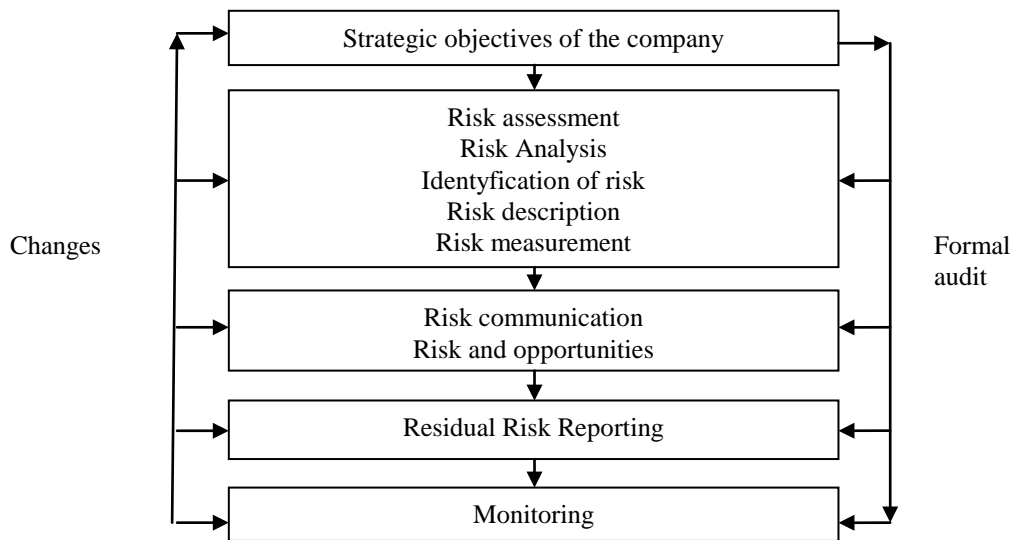 Strategic objectives of the company
Risk assessment
Risk Analysis
Identyfication of risk
Risk description
Risk measurement
Changes
Formal
audit
Risk communication
Risk and opportunities
Residual Risk Reporting
Monitoring